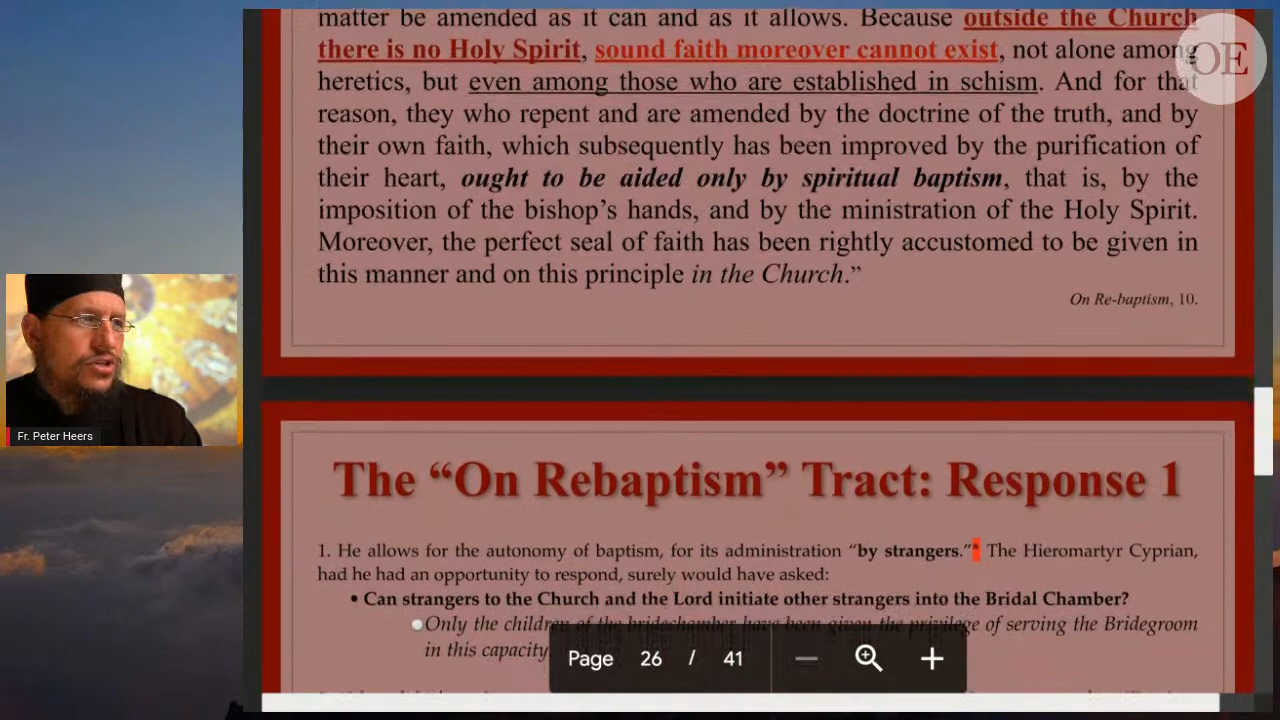 matter be amended as it can and as it allows. Because outside the Church
there is no Holy Spirit, sound faith moreover cannot exist, not alone among
heretics, but even among those who are established in schism. And for that
reason, they who repent and are amended by the doctrine of the truth, and by
their own faith, which subsequently has been improved by the purification of
their heart, ought to be aided only by spiritual baptism, that is, by the
imposition of the bishop’s hands, and by the ministration of the Holy Spirit.
Moreover, the perfect seal of faith has been rightly accustomed to be given in
this manner and on this principle in the Church.”
On Re-baptism, 10.
OE
Fr. Peter Heers
The “On Rebaptism” Tract: Response 1
1. He allows for the autonomy of baptism, for its administration “by strangers.”* The Hieromartyr Cyprian,
had he had an opportunity to respond, surely would have asked:
• Can strangers to the Church and the Lord initiate other strangers into the Bridal Chamber?
Only the children of the bridechamber have been given the privilege of serving the Bridegroom
in this capacity
Page 26 / 41